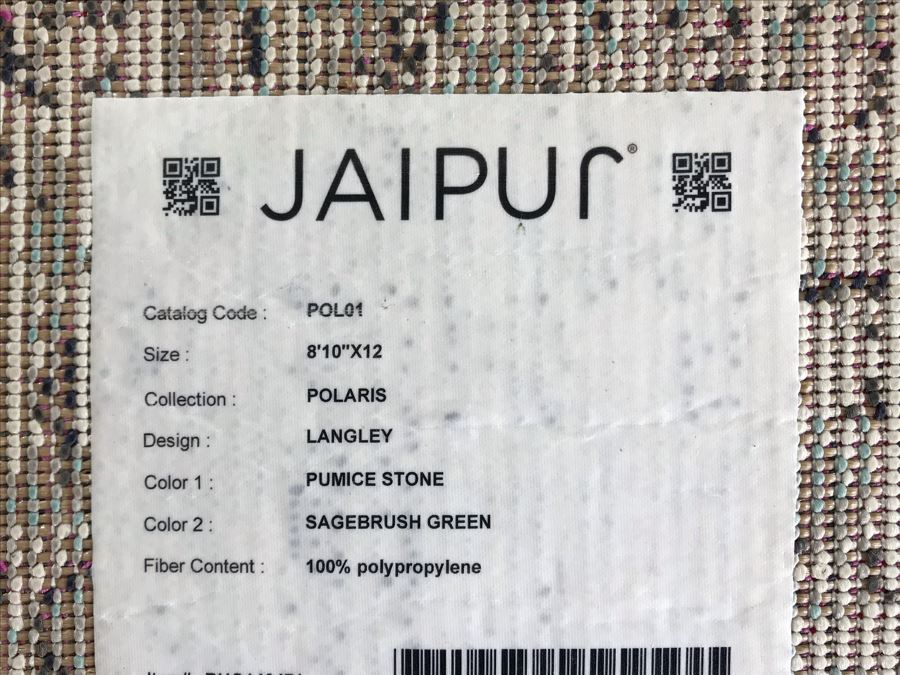 JAIPUR®
Catalog Code : POL01
Size : 8'10"X12
Collection : POLARIS
Design : LANGLEY
Color 1 : PUMICE STONE
Color 2 : SAGEBRUSH GREEN
Fiber Content : 100% polypropylene